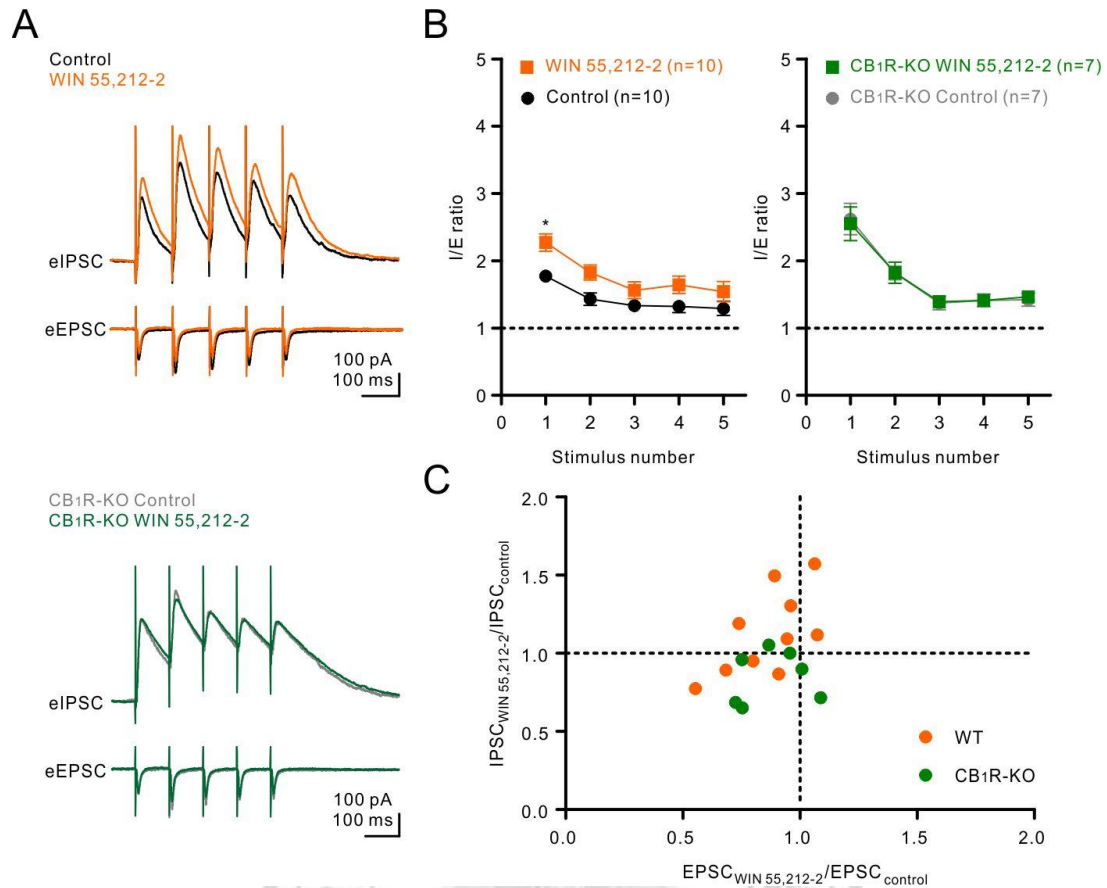 A
Control
WIN 55,212-2
eIPSC
eEPSC
100 pA
100 ms
CB1R-KO Control
CB1R-KO WIN 55,212-2
eIPSC
eEPSC
100 pA
100 ms
B
5
4
3
2
1
0
I/E ratio
WIN 55,212-2 (n=10)
Control (n=10)
*
0 1 2 3 4 5
Stimulus number
5
4
3
2
1
0
I/E ratio
CB1R-KO WIN 55,212-2 (n=7)
CB1R-KO Control (n=7)
0 1 2 3 4 5
Stimulus number
C
2.0
1.5
1.0
0.5
0.0
IPSCWIN 55,212-2/IPSCcontrol
WT
CB1R-KO
0.0 0.5 1.0 1.5 2.0
EPSCWIN 55,212-2/EPSCcontrol